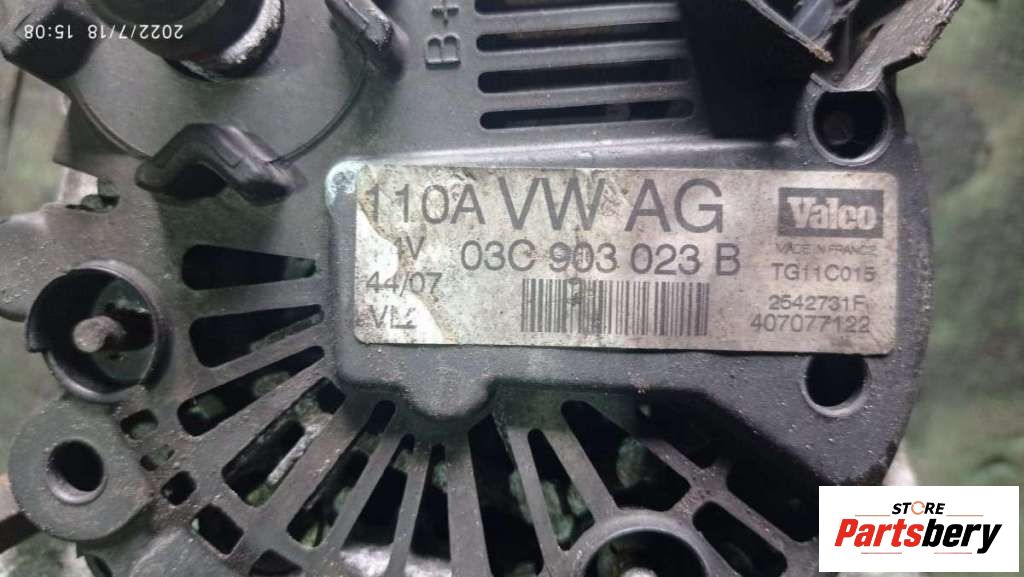 2022/7/18 15:08
B+
110A VW AG
03C 903 023 B
44/07
Valeo
MADE IN FRANCE
TG11C015
2542731F
407077122
STORE
Partsbery